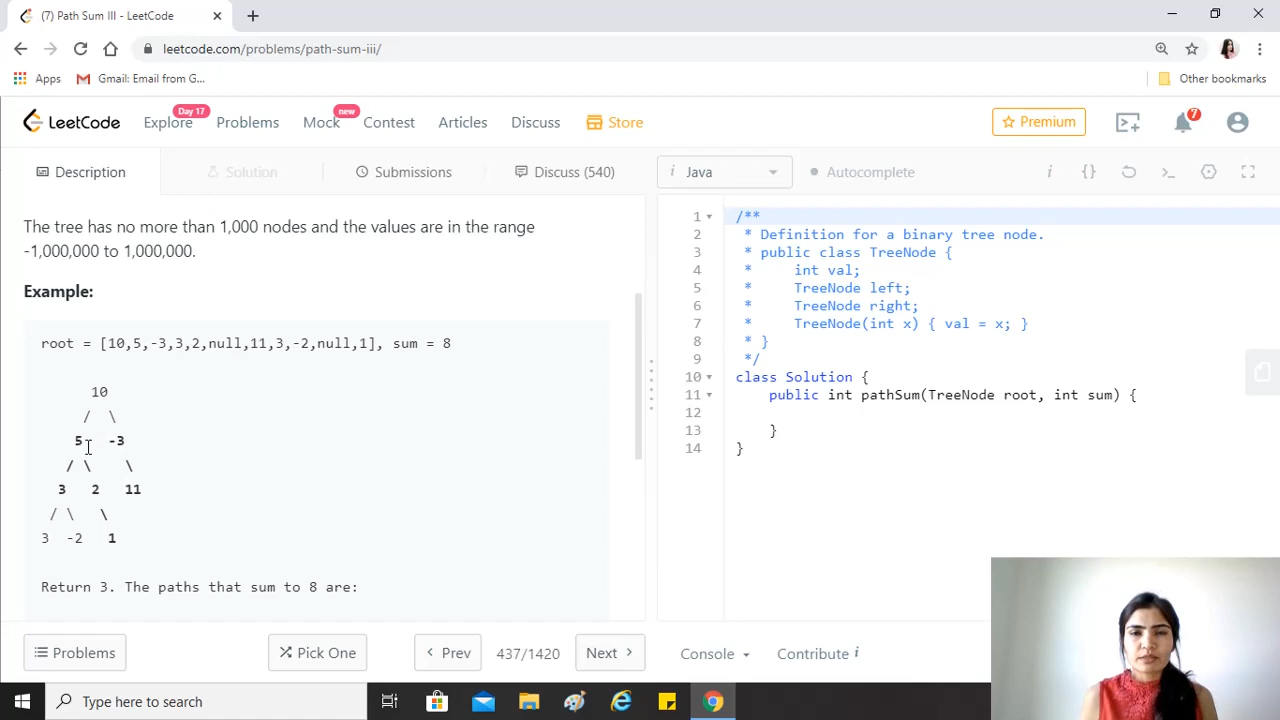 (7) Path Sum III - LeetCode
leetcode.com/problems/path-sum-iii/
Apps Gmail: Email from G... Other bookmarks
LeetCode Explore Day 17 Problems Mock new Contest Articles Discuss Store Premium 7
Description Solution Submissions Discuss (540) i Java Autocomplete i {}
The tree has no more than 1,000 nodes and the values are in the range
-1,000,000 to 1,000,000.
Example:
root = [10,5,-3,3,2,null,11,3,-2,null,1], sum = 8
10
/ \
5 -3
/ \ \
3 2 11
/ \ \
3 -2 1
Return 3. The paths that sum to 8 are:
1 /**
2 * Definition for a binary tree node.
3 * public class TreeNode {
4 * int val;
5 * TreeNode left;
6 * TreeNode right;
7 * TreeNode(int x) { val = x; }
8 * }
9 */
10 class Solution {
11 public int pathSum(TreeNode root, int sum) {
12
13 }
14 }
Problems Pick One Prev 437/1420 Next Console Contribute i
Type here to search